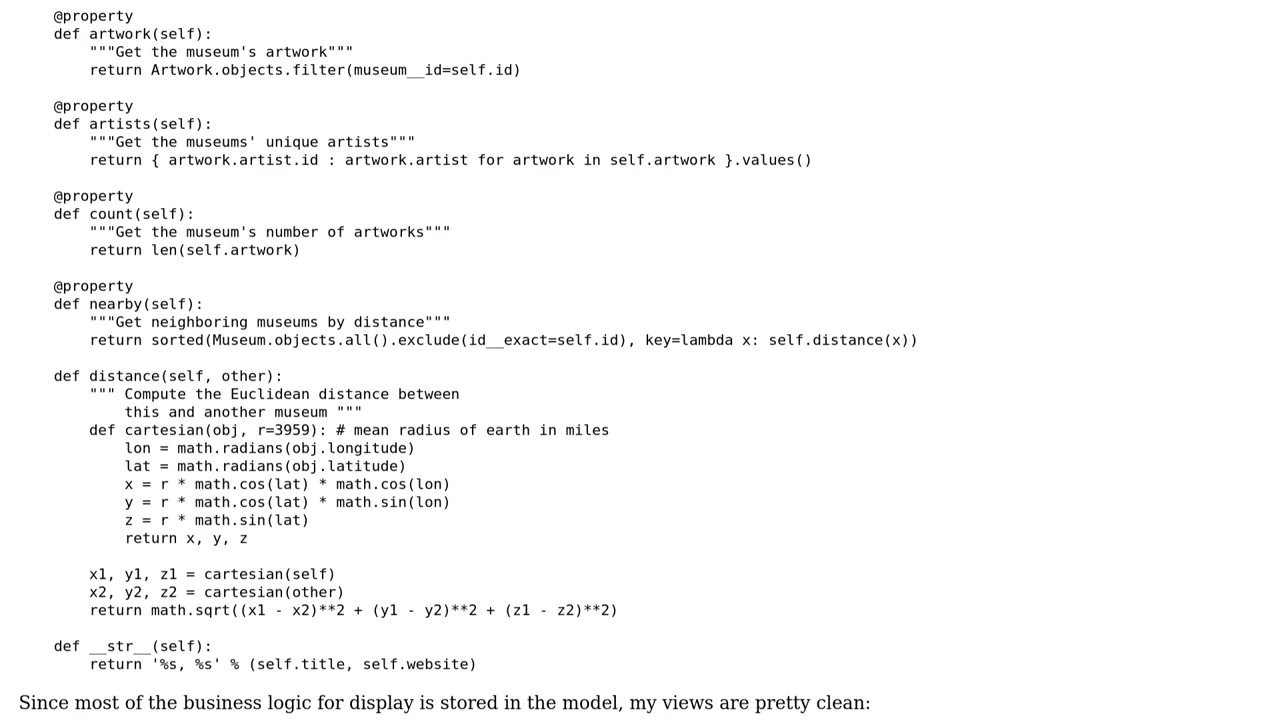 @property
def artwork(self):
    """Get the museum's artwork"""
    return Artwork.objects.filter(museum__id=self.id)

@property
def artists(self):
    """Get the museums' unique artists"""
    return { artwork.artist.id : artwork.artist for artwork in self.artwork }.values()

@property
def count(self):
    """Get the museum's number of artworks"""
    return len(self.artwork)

@property
def nearby(self):
    """Get neighboring museums by distance"""
    return sorted(Museum.objects.all().exclude(id__exact=self.id), key=lambda x: self.distance(x))

def distance(self, other):
    """ Compute the Euclidean distance between
        this and another museum """
    def cartesian(obj, r=3959): # mean radius of earth in miles
        lon = math.radians(obj.longitude)
        lat = math.radians(obj.latitude)
        x = r * math.cos(lat) * math.cos(lon)
        y = r * math.cos(lat) * math.sin(lon)
        z = r * math.sin(lat)
        return x, y, z

    x1, y1, z1 = cartesian(self)
    x2, y2, z2 = cartesian(other)
    return math.sqrt((x1 - x2)**2 + (y1 - y2)**2 + (z1 - z2)**2)

def __str__(self):
    return '%s, %s' % (self.title, self.website)

Since most of the business logic for display is stored in the model, my views are pretty clean: